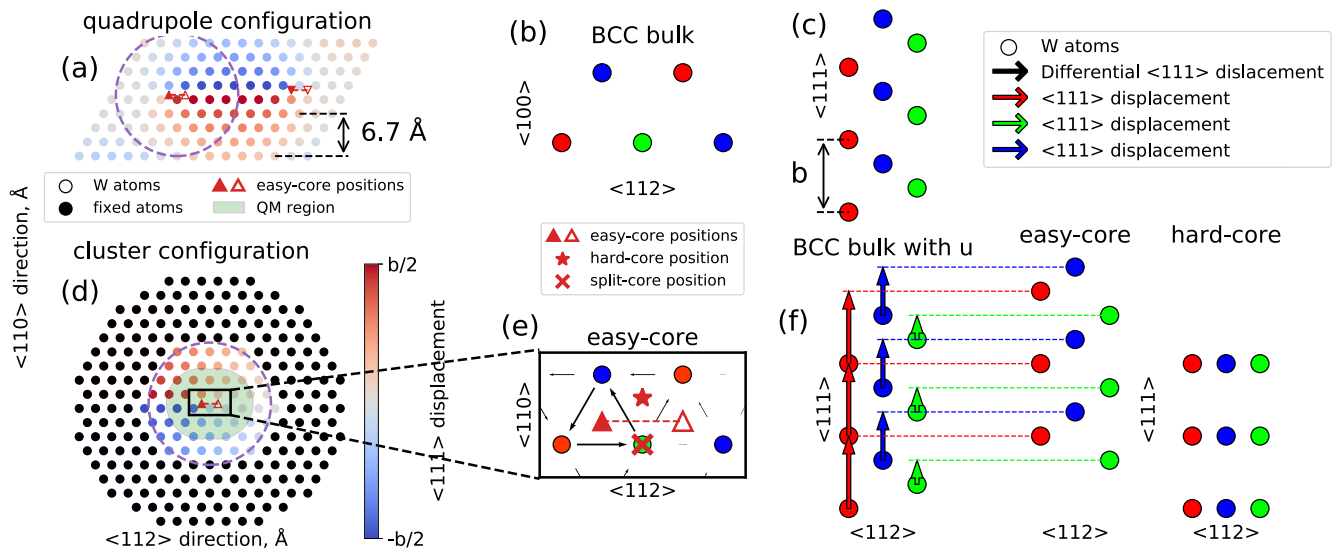 quadrupole configuration
(a)
6.7 Å
W atoms
easy-core positions
fixed atoms
QM region
cluster configuration
(d)
<110> direction, Å
<112> direction, Å
b/2
-b/2
<111> displacement
(b)
BCC bulk
<100>
<112>
easy-core positions
hard-core position
split-core position
(e)
easy-core
<110>
<112>
(c)
<111>
b
W atoms
Differential <111> dislacement
<111> displacement
<111> displacement
<111> displacement
BCC bulk with u
easy-core
hard-core
(f)
<111>
<111>
<112>
<112>
<112>